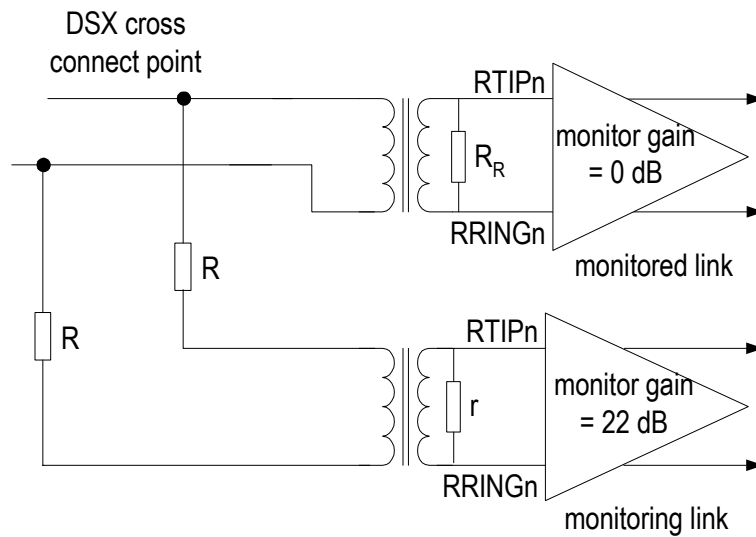 DSX cross
connect point
RTIPn
monitor gain
= 0 dB
R_R
RRINGn
monitored link
R
R
RTIPn
monitor gain
= 22 dB
r
RRINGn
monitoring link